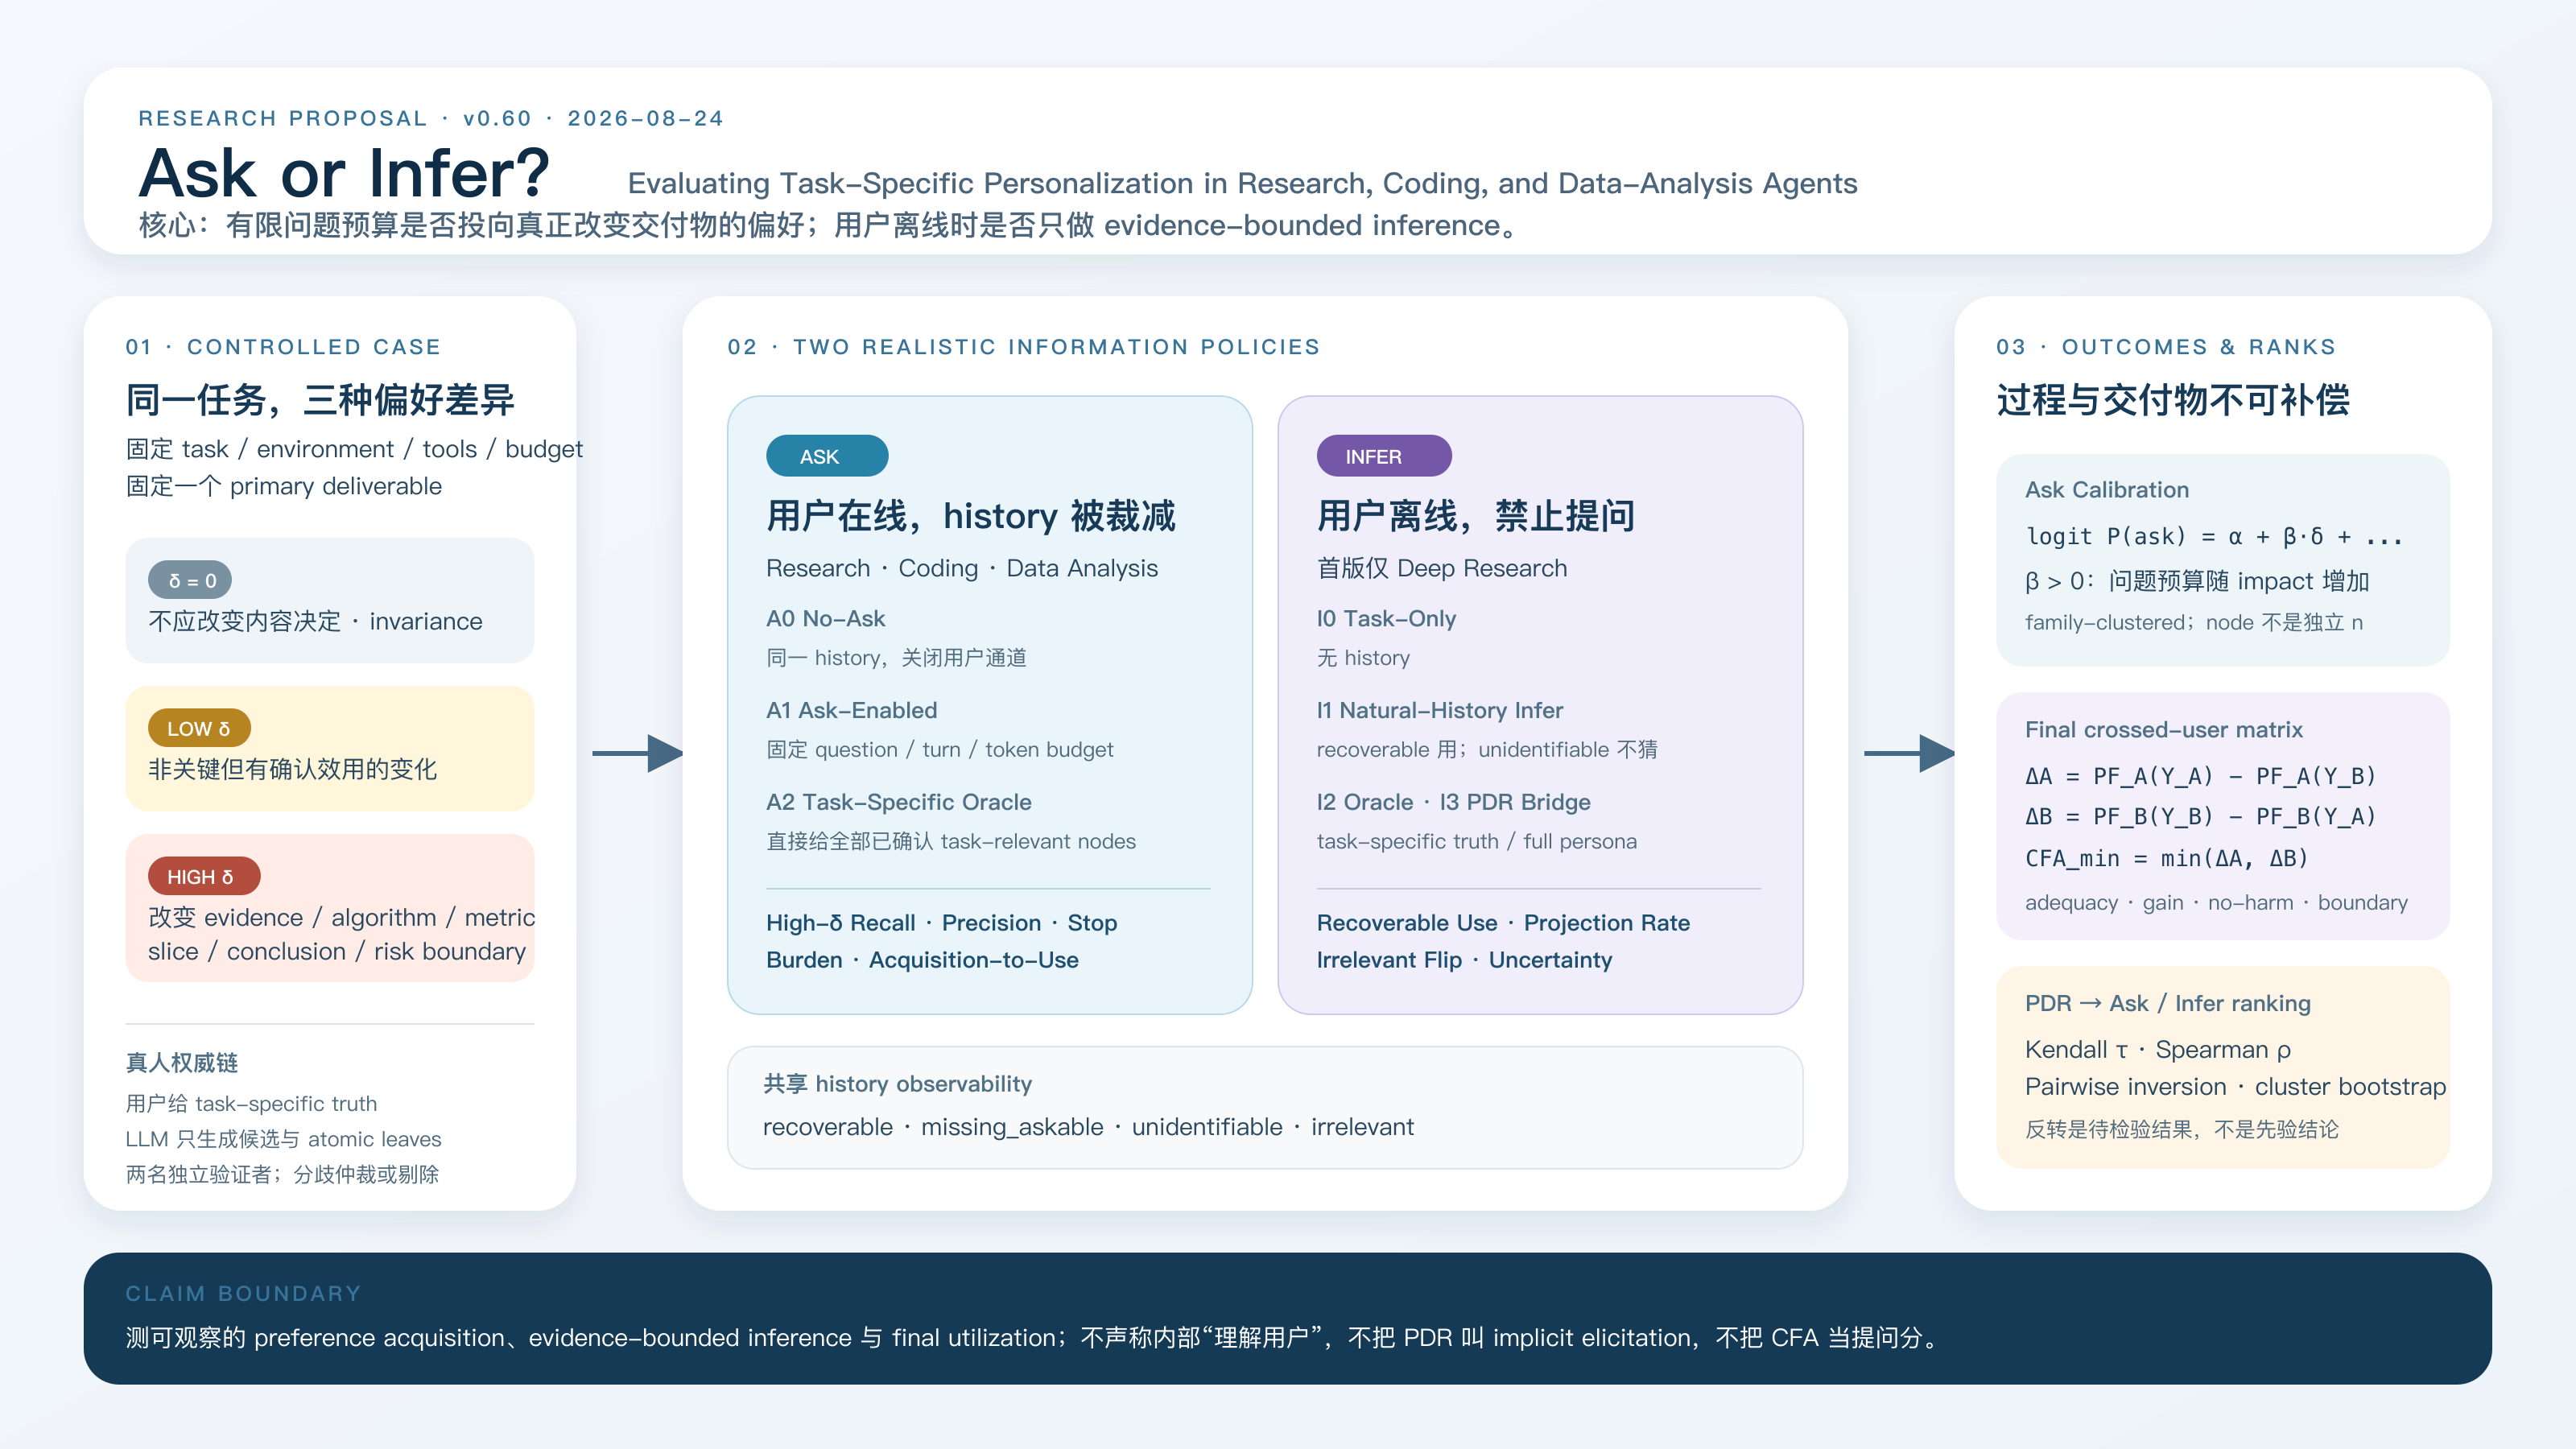 RESEARCH PROPOSAL · v0.60 · 2026-08-24
Ask or Infer?
Evaluating Task-Specific Personalization in Research, Coding, and Data-Analysis Agents
核心：有限问题预算是否投向真正改变交付物的偏好；用户离线时是否只做 evidence-bounded inference。
01 · CONTROLLED CASE
同一任务，三种偏好差异
固定 task / environment / tools / budget
固定一个 primary deliverable
δ = 0
不应改变内容决定 · invariance
LOW δ
非关键但有确认效用的变化
HIGH δ
改变 evidence / algorithm / metric
slice / conclusion / risk boundary
真人权威链
用户给 task-specific truth
LLM 只生成候选与 atomic leaves
两名独立验证者；分歧仲裁或剔除
02 · TWO REALISTIC INFORMATION POLICIES
ASK
用户在线，history 被裁减
Research · Coding · Data Analysis
A0 No-Ask
同一 history，关闭用户通道
A1 Ask-Enabled
固定 question / turn / token budget
A2 Task-Specific Oracle
直接给全部已确认 task-relevant nodes
High-δ Recall · Precision · Stop
Burden · Acquisition-to-Use
INFER
用户离线，禁止提问
首版仅 Deep Research
I0 Task-Only
无 history
I1 Natural-History Infer
recoverable 用；unidentifiable 不猜
I2 Oracle · I3 PDR Bridge
task-specific truth / full persona
Recoverable Use · Projection Rate
Irrelevant Flip · Uncertainty
共享 history observability
recoverable · missing_askable · unidentifiable · irrelevant
03 · OUTCOMES & RANKS
过程与交付物不可补偿
Ask Calibration
logit P(ask) = α + β·δ + ...
β > 0：问题预算随 impact 增加
family-clustered；node 不是独立 n
Final crossed-user matrix
ΔA = PF_A(Y_A) − PF_A(Y_B)
ΔB = PF_B(Y_B) − PF_B(Y_A)
CFA_min = min(ΔA, ΔB)
adequacy · gain · no-harm · boundary
PDR → Ask / Infer ranking
Kendall τ · Spearman ρ
Pairwise inversion · cluster bootstrap
反转是待检验结果，不是先验结论
CLAIM BOUNDARY
测可观察的 preference acquisition、evidence-bounded inference 与 final utilization；不声称内部“理解用户”，不把 PDR 叫 implicit elicitation，不把 CFA 当提问分。